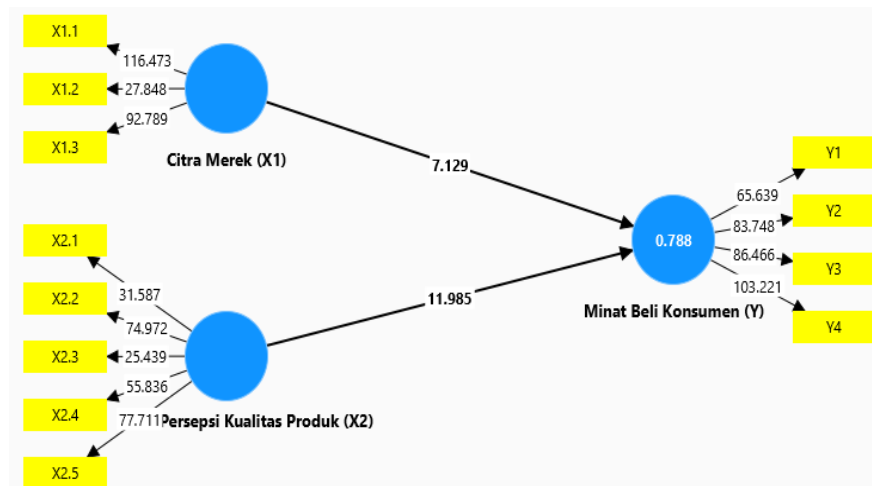 X1.1
116.473
X1.2
27.848
92.789
X1.3
Citra Merek (X1)
7.129
Y1
65.639
Y2
83.748
0.788
86.466
Y3
103.221
Minat Beli Konsumen (Y)
Y4
X2.1
31.587
X2.2
74.972
X2.3
25.439
11.985
55.836
X2.4
77.711
Persepsi Kualitas Produk (X2)
X2.5